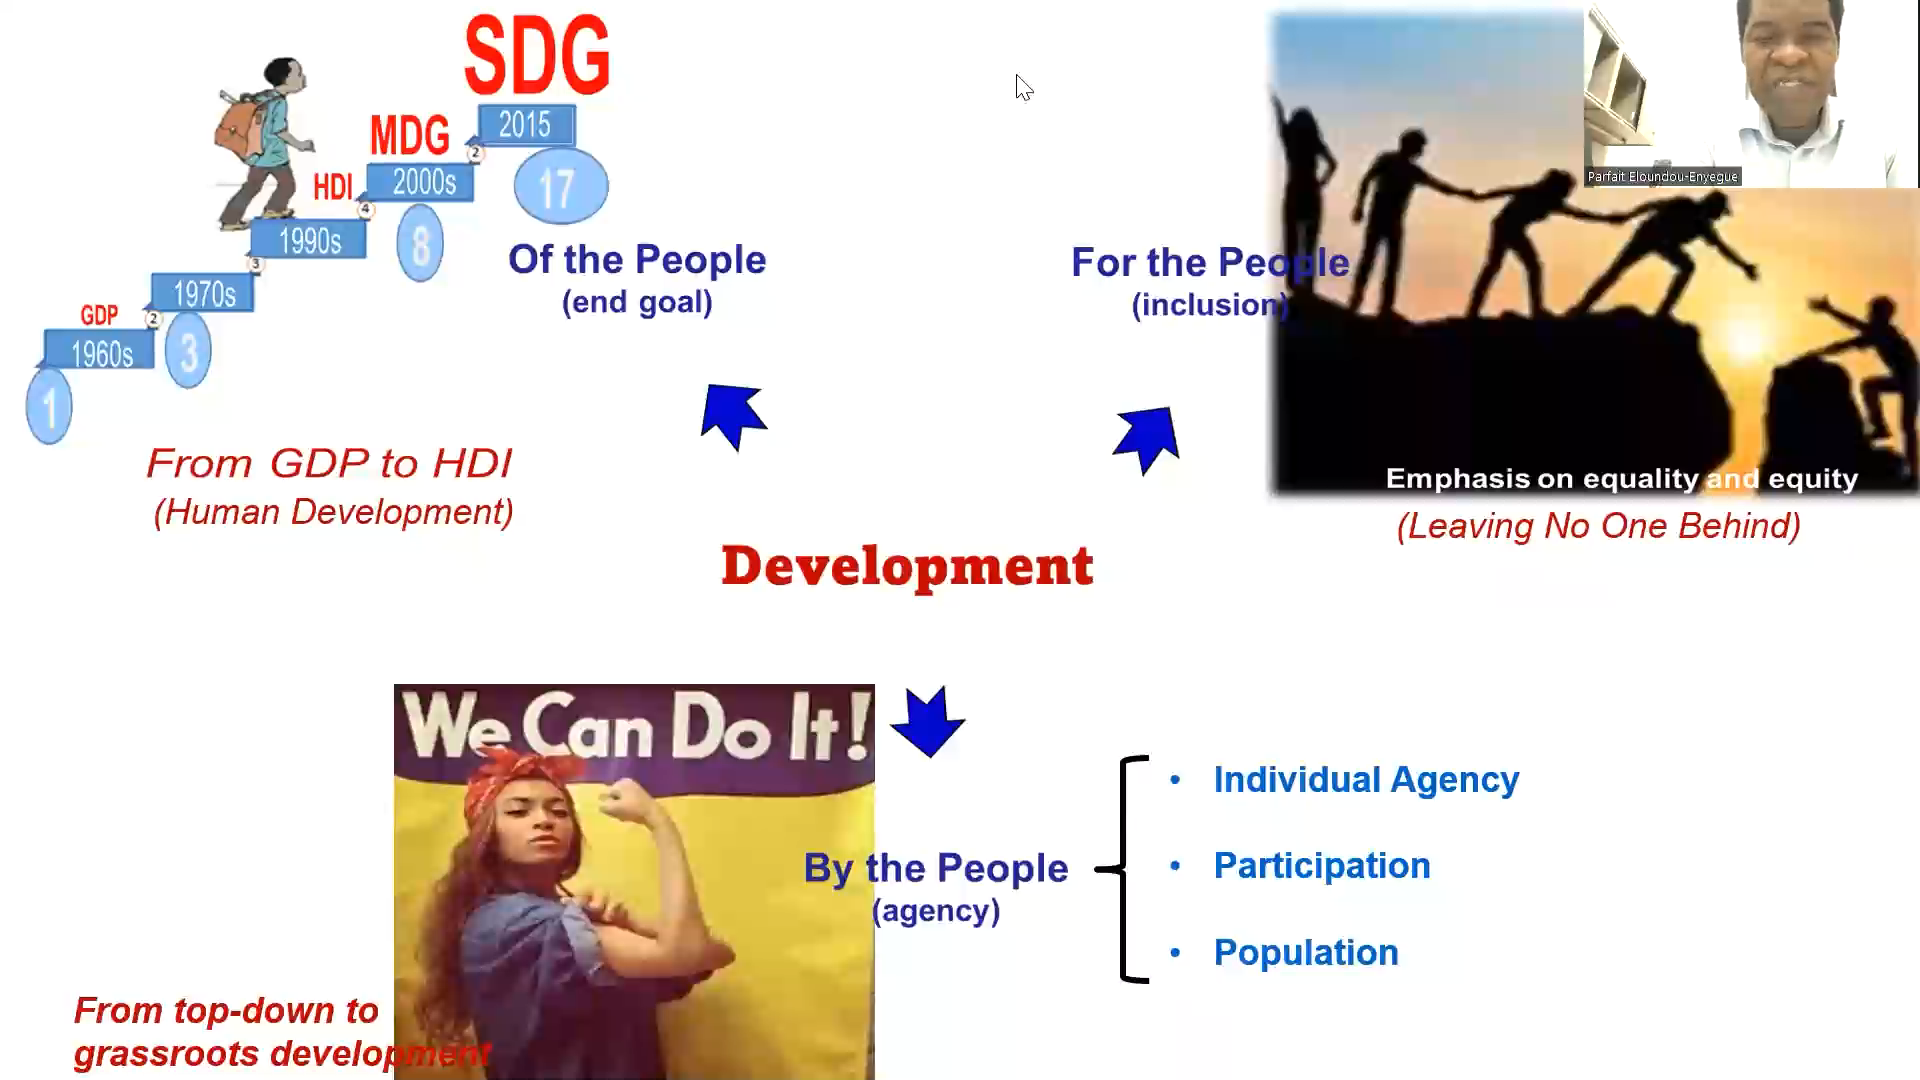 SDG
2015
MDG
2
17
HDI
2000s
4
8
1990s
3
1970s
GDP
2
3
1960s
1
Of the People
(end goal)
From GDP to HDI
(Human Development)
For the People
(inclusion)
Parfait Eloundou-Enyegue
Emphasis on equality and equity
(Leaving No One Behind)
Development
We Can Do It!
By the People
(agency)
• Individual Agency
• Participation
• Population
From top-down to
grassroots development